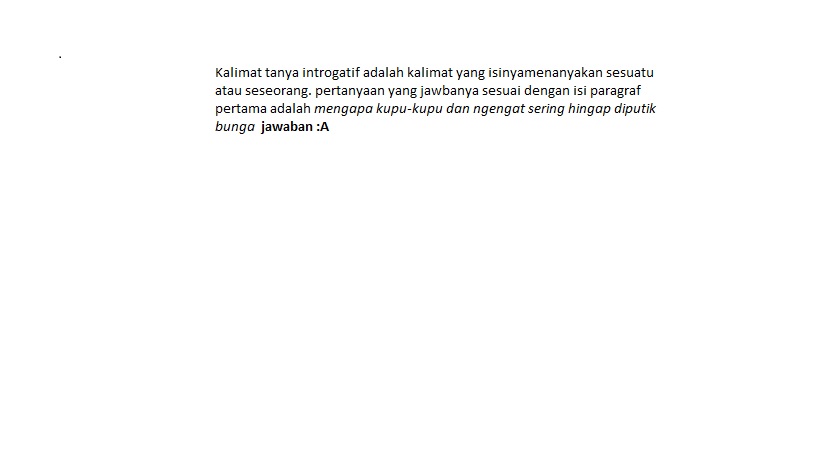 .
Kalimat tanya introgatif adalah kalimat yang isinyamenanyakan sesuatu
atau seseorang. pertanyaan yang jawbanya sesuai dengan isi paragraf
pertama adalah mengapa kupu-kupu dan ngengat sering hingap diputik
bunga jawaban :A